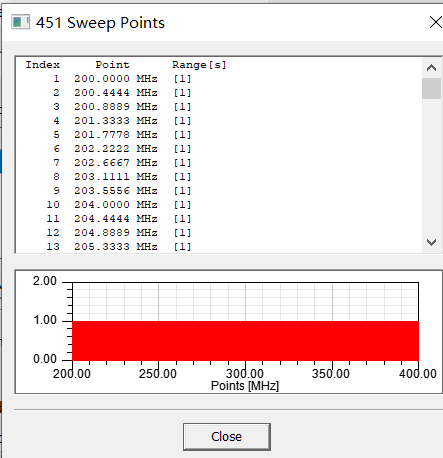 451 Sweep Points
Index Point Range[s]
1 200.0000 MHz [1]
2 200.4444 MHz [1]
3 200.8889 MHz [1]
4 201.3333 MHz [1]
5 201.7778 MHz [1]
6 202.2222 MHz [1]
7 202.6667 MHz [1]
8 203.1111 MHz [1]
9 203.5556 MHz [1]
10 204.0000 MHz [1]
11 204.4444 MHz [1]
12 204.8889 MHz [1]
13 205.3333 MHz [1]
2.00
1.00
0.00
200.00 250.00 300.00 350.00 400.00
Points [MHz]
Close